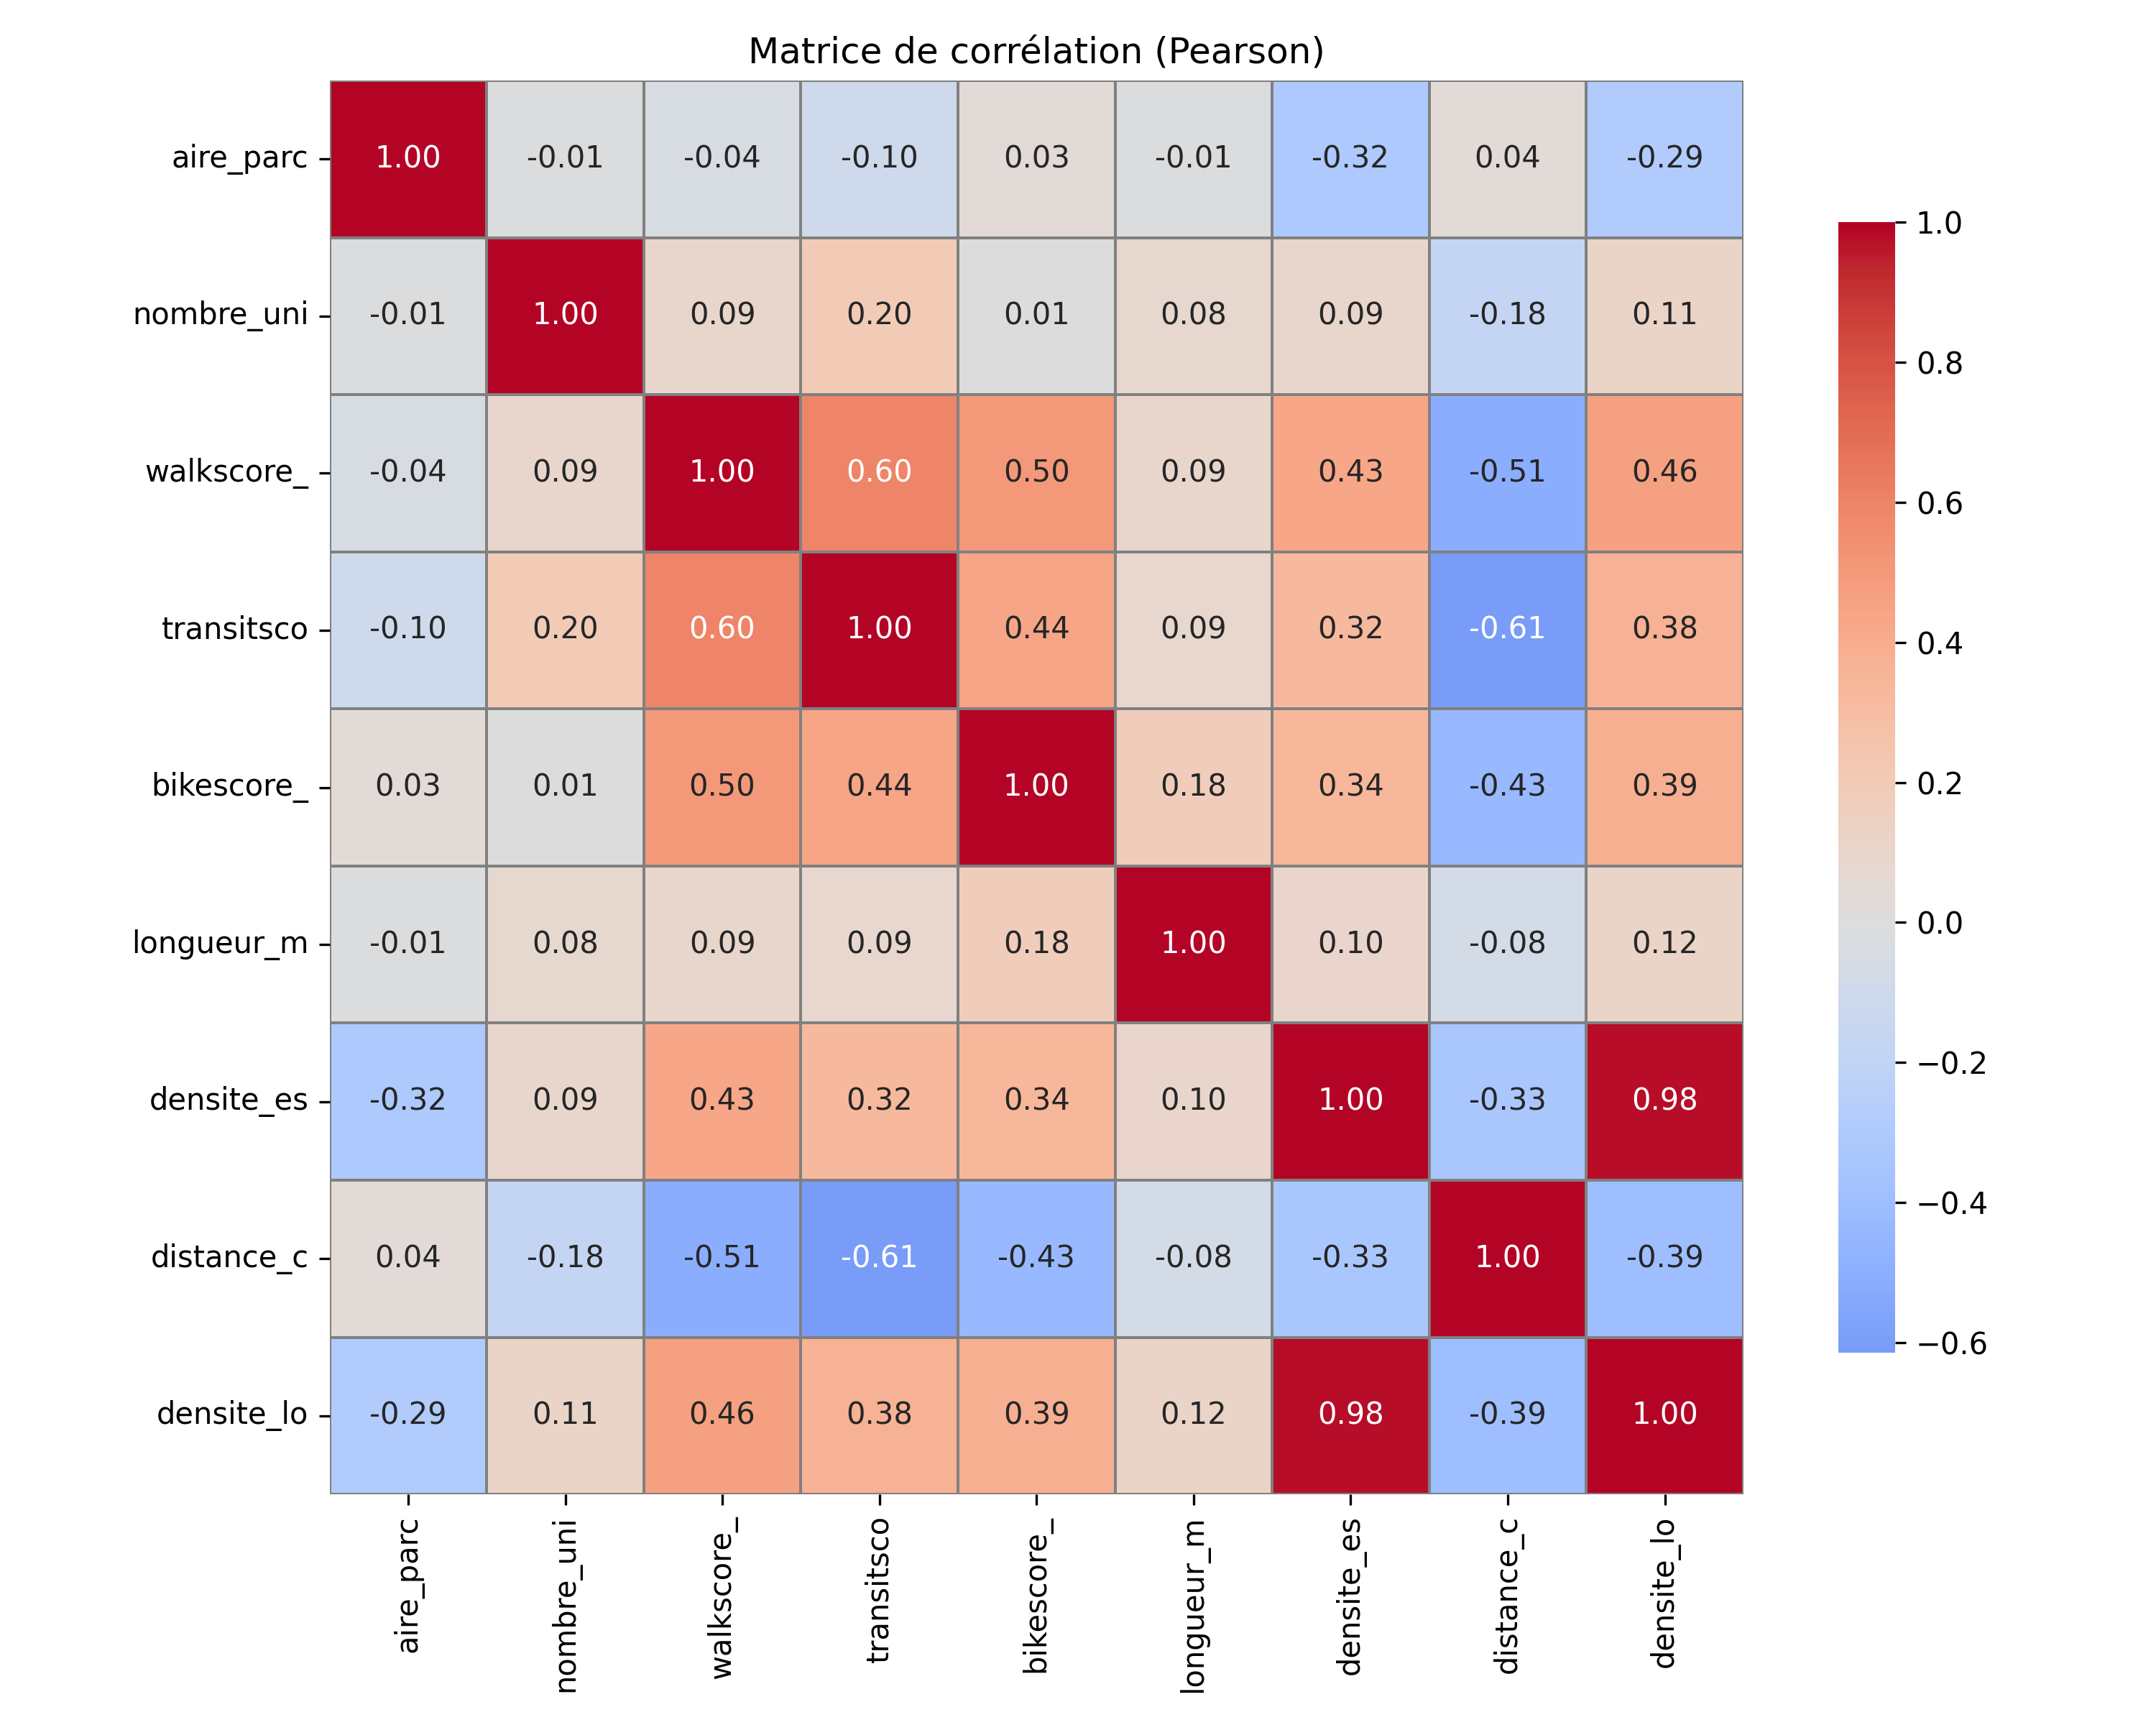 Matrice de corrélation (Pearson)
aire_parc 1.00 -0.01 -0.04 -0.10 0.03 -0.01 -0.32 0.04 -0.29
nombre_uni -0.01 1.00 0.09 0.20 0.01 0.08 0.09 -0.18 0.11
walkscore_ -0.04 0.09 1.00 0.60 0.50 0.09 0.43 -0.51 0.46
transitsco -0.10 0.20 0.60 1.00 0.44 0.09 0.32 -0.61 0.38
bikescore_ 0.03 0.01 0.50 0.44 1.00 0.18 0.34 -0.43 0.39
longueur_m -0.01 0.08 0.09 0.09 0.18 1.00 0.10 -0.08 0.12
densite_es -0.32 0.09 0.43 0.32 0.34 0.10 1.00 -0.33 0.98
distance_c 0.04 -0.18 -0.51 -0.61 -0.43 -0.08 -0.33 1.00 -0.39
densite_lo -0.29 0.11 0.46 0.38 0.39 0.12 0.98 -0.39 1.00
aire_parc nombre_uni walkscore_ transitsco bikescore_ longueur_m densite_es distance_c densite_lo
1.0
0.8
0.6
0.4
0.2
0.0
−0.2
−0.4
−0.6